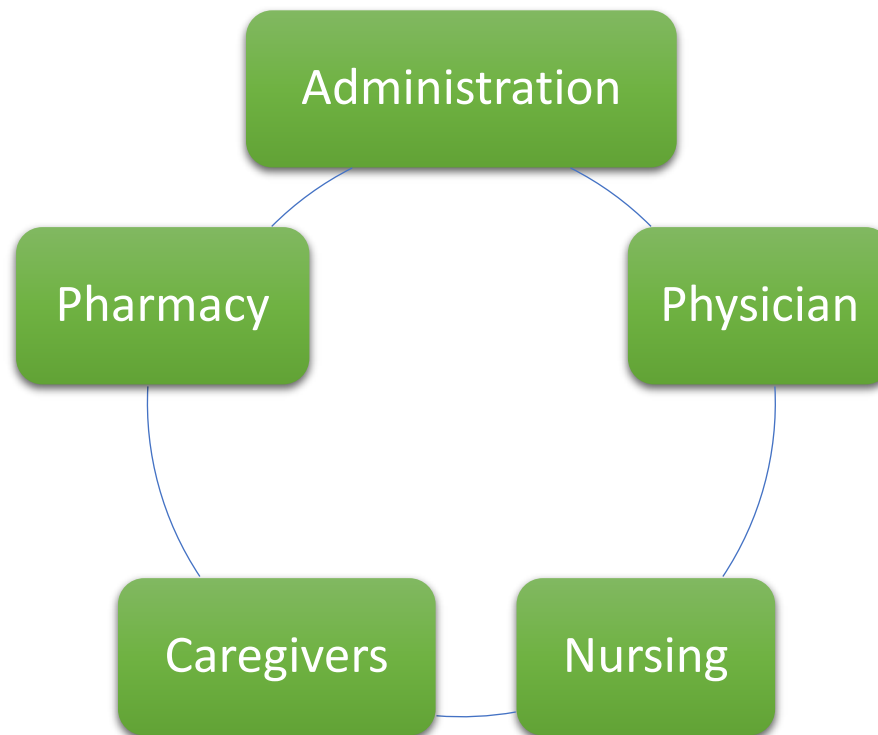 Administration
Pharmacy
Physician
Caregivers
Nursing